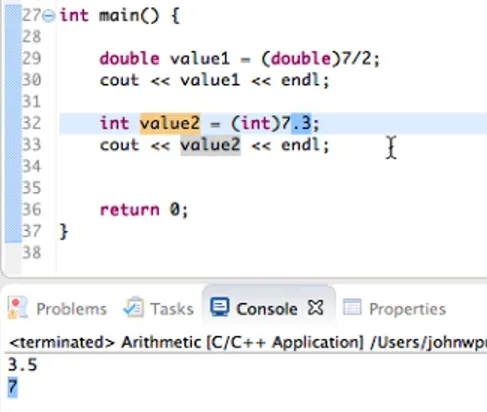 27 int main() {
28
29 double value1 = (double)7/2;
30 cout << value1 << endl;
31
32 int value2 = (int)7.3;
33 cout << value2 << endl;
34
35
36 return 0;
37 }
38
Problems Tasks Console Properties
<terminated> Arithmetic [C/C++ Application] /Users/johnwpu
3.5
7